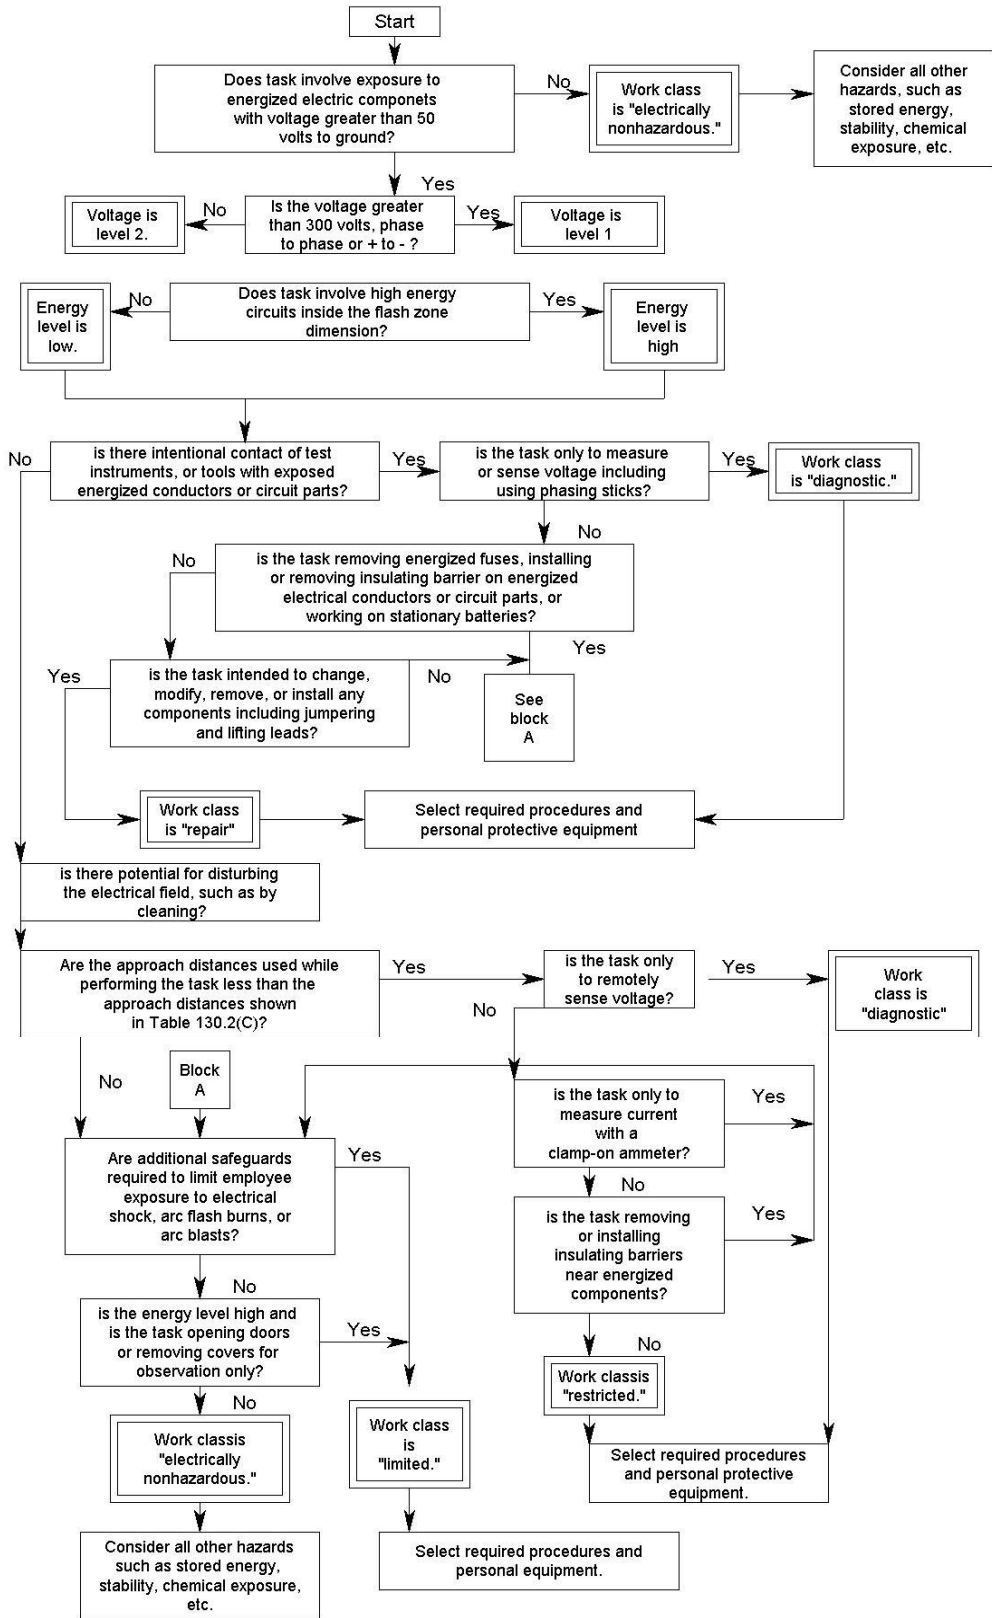 Start
Does task involve exposure to
energized electric componets
with voltage greater than 50
volts to ground?
No
Work class
is "electrically
nonhazardous."
Consider all other
hazards, such as
stored energy,
stability, chemical
exposure, etc.
Yes
Voltage is
level 2.
No
Is the voltage greater
than 300 volts, phase
to phase or + to - ?
Yes
Voltage is
level 1
Energy
level is
low.
No
Does task involve high energy
circuits inside the flash zone
dimension?
Yes
Energy
level is
high
No
is there intentional contact of test
instruments, or tools with exposed
energized conductors or circuit parts?
Yes
is the task only to measure
or sense voltage including
using phasing sticks?
Yes
Work class
is "diagnostic."
No
No
is the task removing energized fuses, installing
or removing insulating barrier on energized
electrical conductors or circuit parts, or
working on stationary batteries?
Yes
Yes
is the task intended to change,
modify, remove, or install any
components including jumpering
and lifting leads?
No
See
block
A
Work class
is "repair"
Select required procedures and
personal protective equipment
is there potential for disturbing
the electrical field, such as by
cleaning?
Are the approach distances used while
performing the task less than the
approach distances shown
in Table 130.2(C)?
Yes
is the task only
to remotely
sense voltage?
Yes
Work
class is
"diagnostic"
No
No
Block
A
is the task only to
measure current
with a
clamp-on ammeter?
Yes
Are additional safeguards
required to limit employee
exposure to electrical
shock, arc flash burns, or
arc blasts?
Yes
No
is the task removing
or installing
insulating barriers
near energized
components?
Yes
No
is the energy level high and
is the task opening doors
or removing covers for
observation only?
Yes
No
Work classis
"restricted."
No
Work classis
"electrically
nonhazardous."
Work class
is
"limited."
Select required procedures
and personal protective
equipment.
Consider all other hazards
such as stored energy,
stability, chemical exposure,
etc.
Select required procedures and
personal equipment.